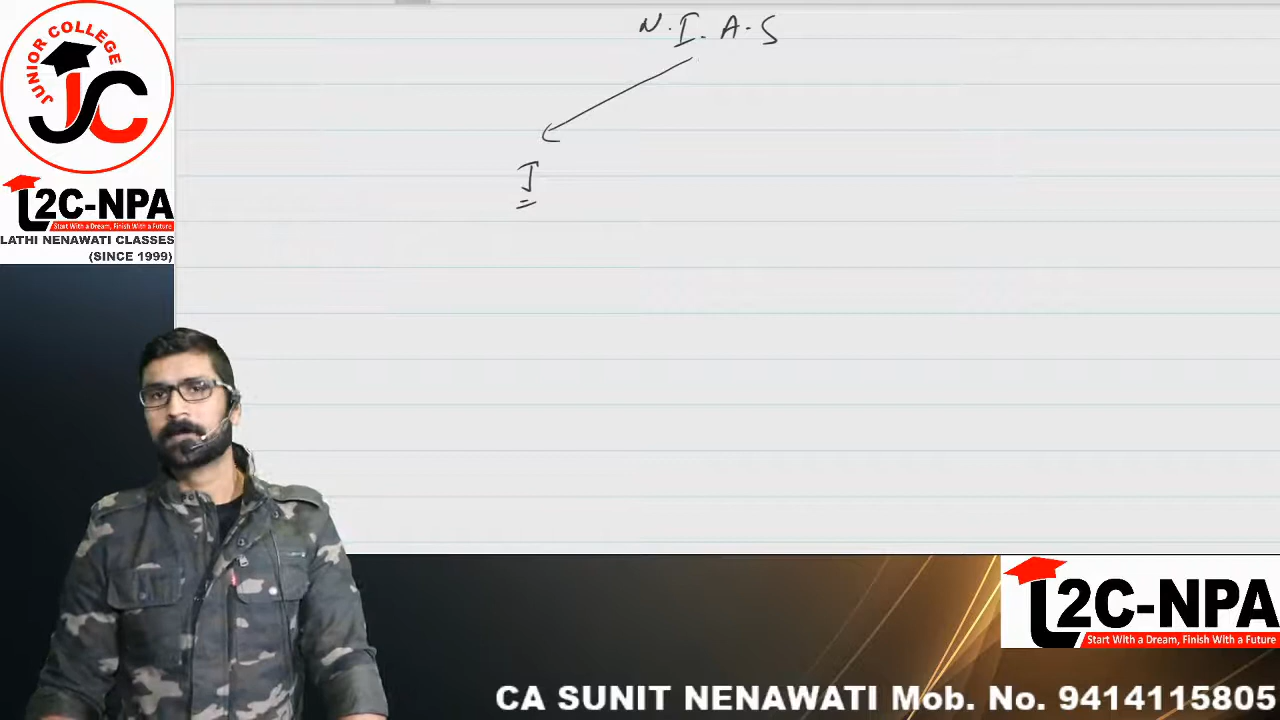 N.I.A.S
I
JUNIOR COLLEGE
JC
L2C-NPA
Start With a Dream, Finish With a Future
LATHI NENAWATI CLASSES
(SINCE 1999)
L2C-NPA
Start With a Dream, Finish With a Future
CA SUNIT NENAWATI Mob. No. 9414115805